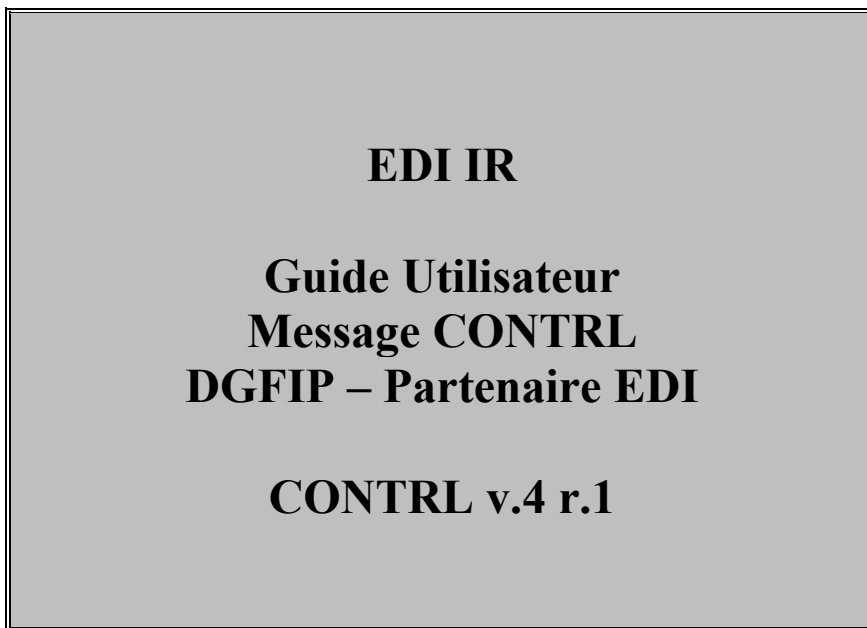 EDI IR
Guide Utilisateur
Message CONTRL
DGFIP – Partenaire EDI
CONTRL v.4 r.1